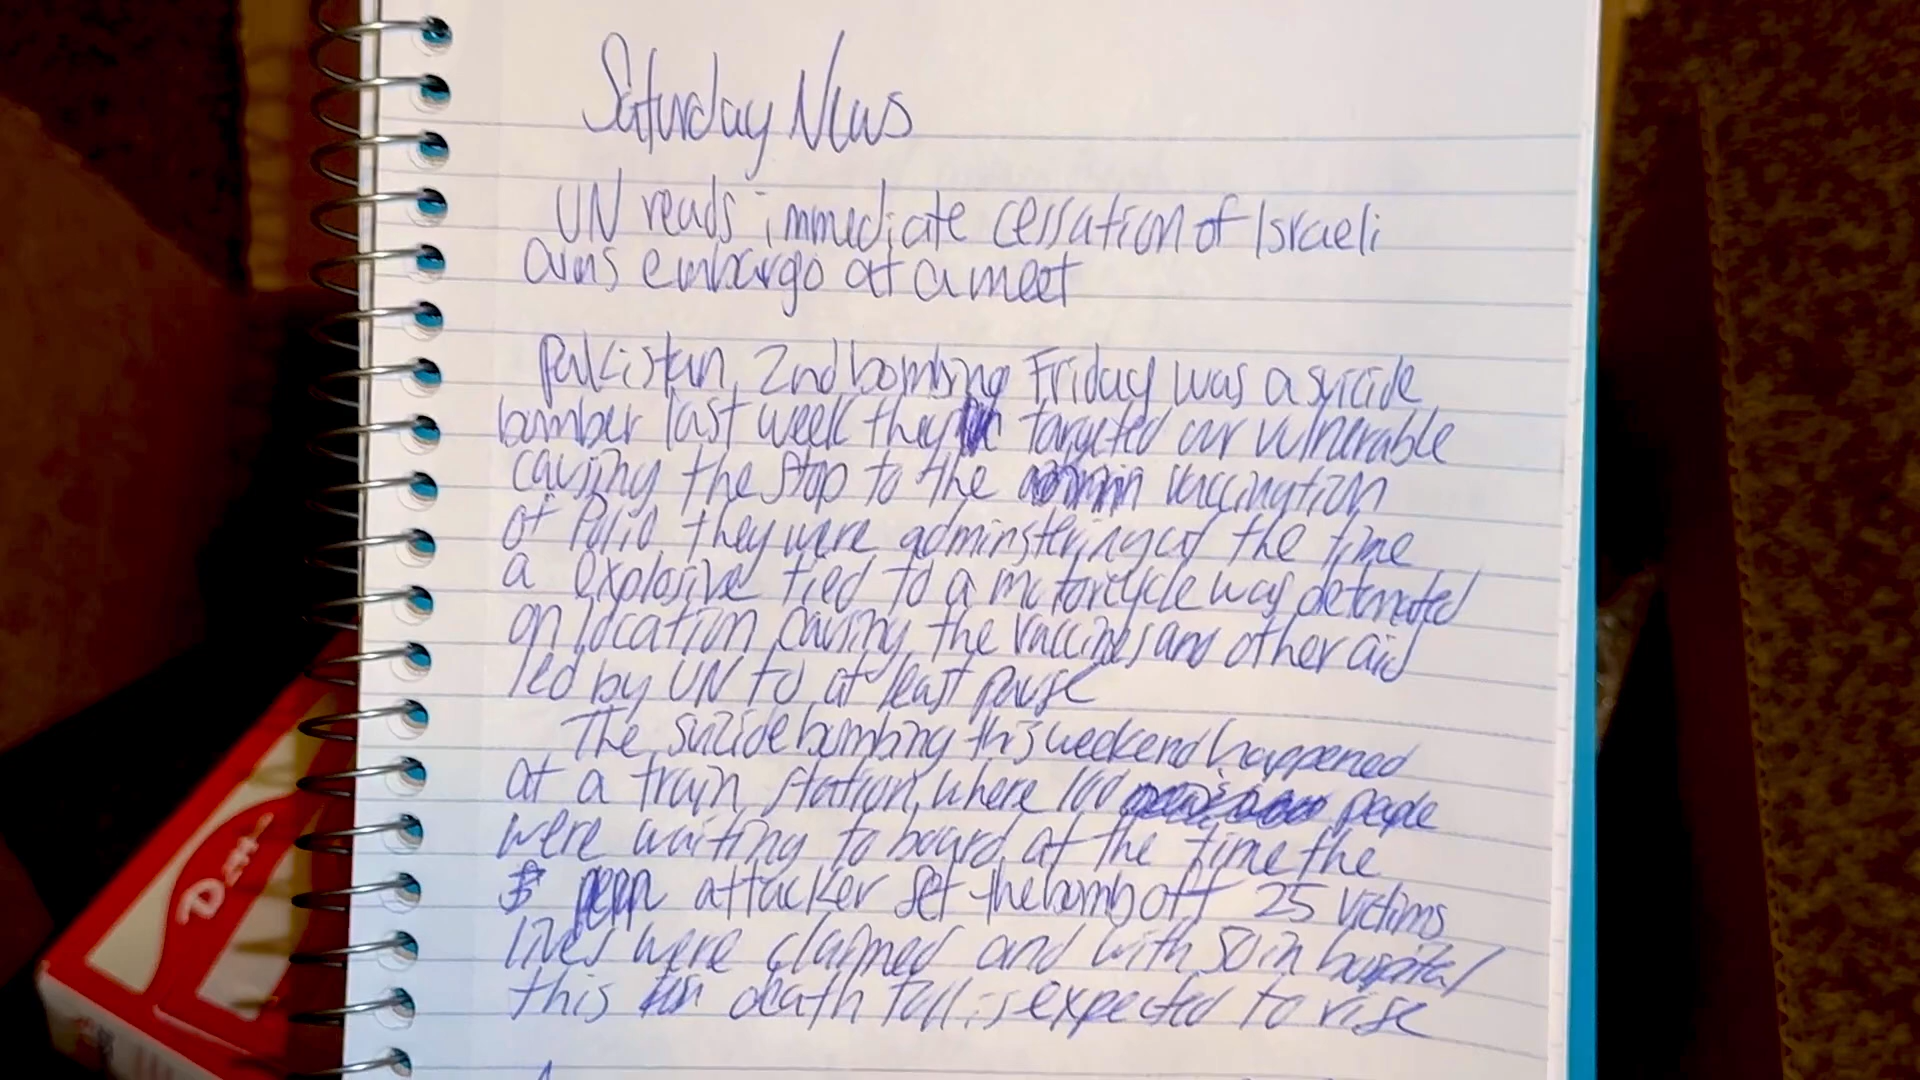 Saturday News
UN reads immediate cessation of Israeli
arms embargo at a meet
Pakistan, 2nd bombing Friday was a suicide
bomber last week they targeted our vulnerable
causing the stop to the vaccination
of Polio they were adminstering at the time
a explosive tied to a motorcycle was detonated
on location causing the vaccines and other aid
led by UN to at least pause
The suicide bombing this weekend happened
at a train station, where 100 people
were waiting to board at the time the
attacker set the bomb off 25 victims
lives were claimed and with 50 in hospital
this death toll is expected to rise